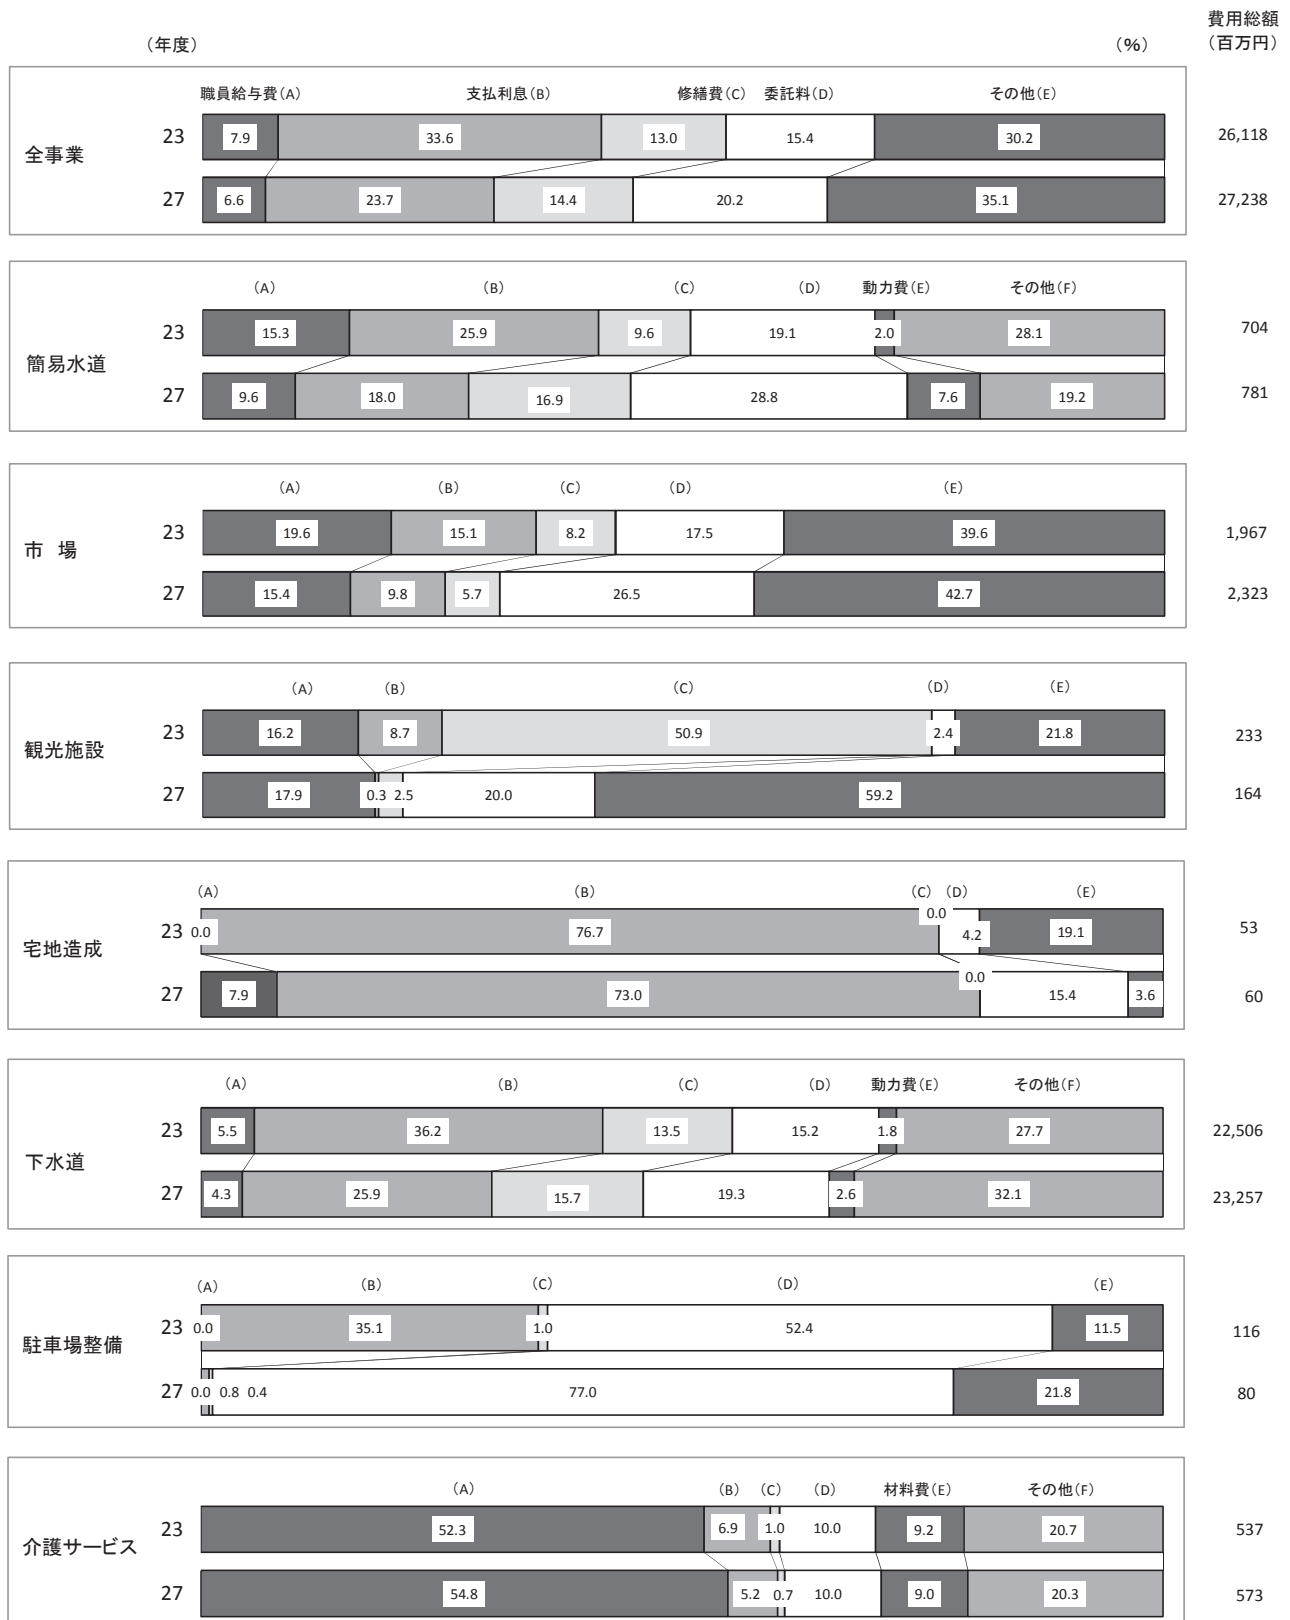 費用総額
（年度） （%） （百万円）
職員給与費（A） 支払利息（B） 修繕費（C） 委託料（D） その他（E）
23 7.9 33.6 13.0 15.4 30.2 26,118
全事業
27 6.6 23.7 14.4 20.2 35.1 27,238
（A） （B） （C） （D） 動力費（E） その他（F）
23 15.3 25.9 9.6 19.1 2.0 28.1 704
簡易水道
27 9.6 18.0 16.9 28.8 7.6 19.2 781
（A） （B） （C） （D） （E）
23 19.6 15.1 8.2 17.5 39.6 1,967
市 場
27 15.4 9.8 5.7 26.5 42.7 2,323
（A） （B） （C） （D） （E）
23 16.2 8.7 50.9 2.4 21.8 233
観光施設
27 17.9 0.3 2.5 20.0 59.2 164
（A） （B） （C） （D） （E）
23 0.0 76.7 0.0 4.2 19.1 53
宅地造成
27 7.9 73.0 0.0 15.4 3.6 60
（A） （B） （C） （D） 動力費（E） その他（F）
23 5.5 36.2 13.5 15.2 1.8 27.7 22,506
下水道
27 4.3 25.9 15.7 19.3 2.6 32.1 23,257
（A） （B） （C） （D） （E）
23 0.0 35.1 1.0 52.4 11.5 116
駐車場整備
27 0.0 0.8 0.4 77.0 21.8 80
（A） （B） （C） （D） 材料費（E） その他（F）
23 52.3 6.9 1.0 10.0 9.2 20.7 537
介護サービス
27 54.8 5.2 0.7 10.0 9.0 20.3 573